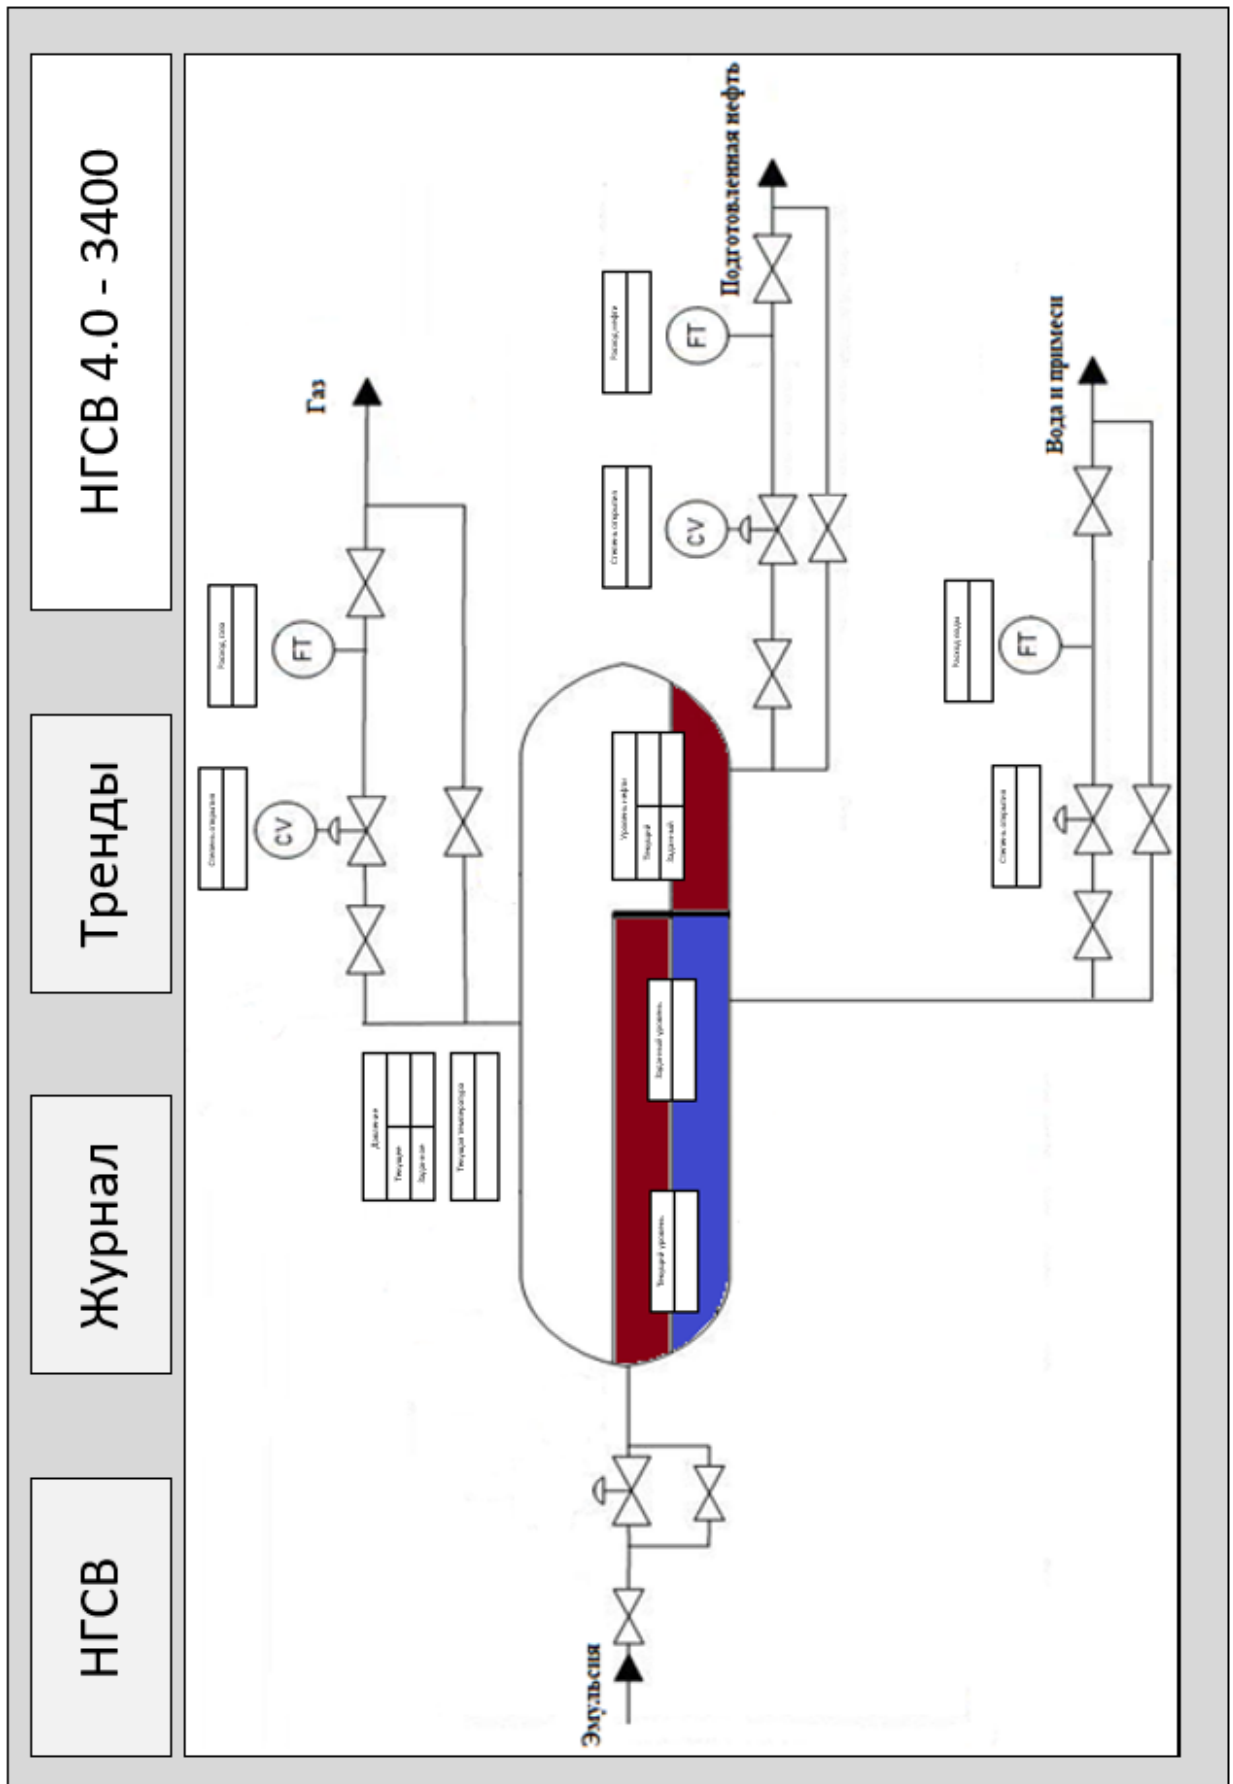 НГСВ
Журнал
Тренды
НГСВ 4.0 - 3400
Степень открытия
Расход газа
CV
FT
Газ
Давление
Текущее
Заданное
Текущая температура
Степень открытия
Расход нефти
CV
FT
Подготовленная нефть
Уровень нефти
Текущий
Заданный
Эмульсия
Текущий уровень
Заданный уровень
Степень открытия
Расход воды
FT
Вода и примеси